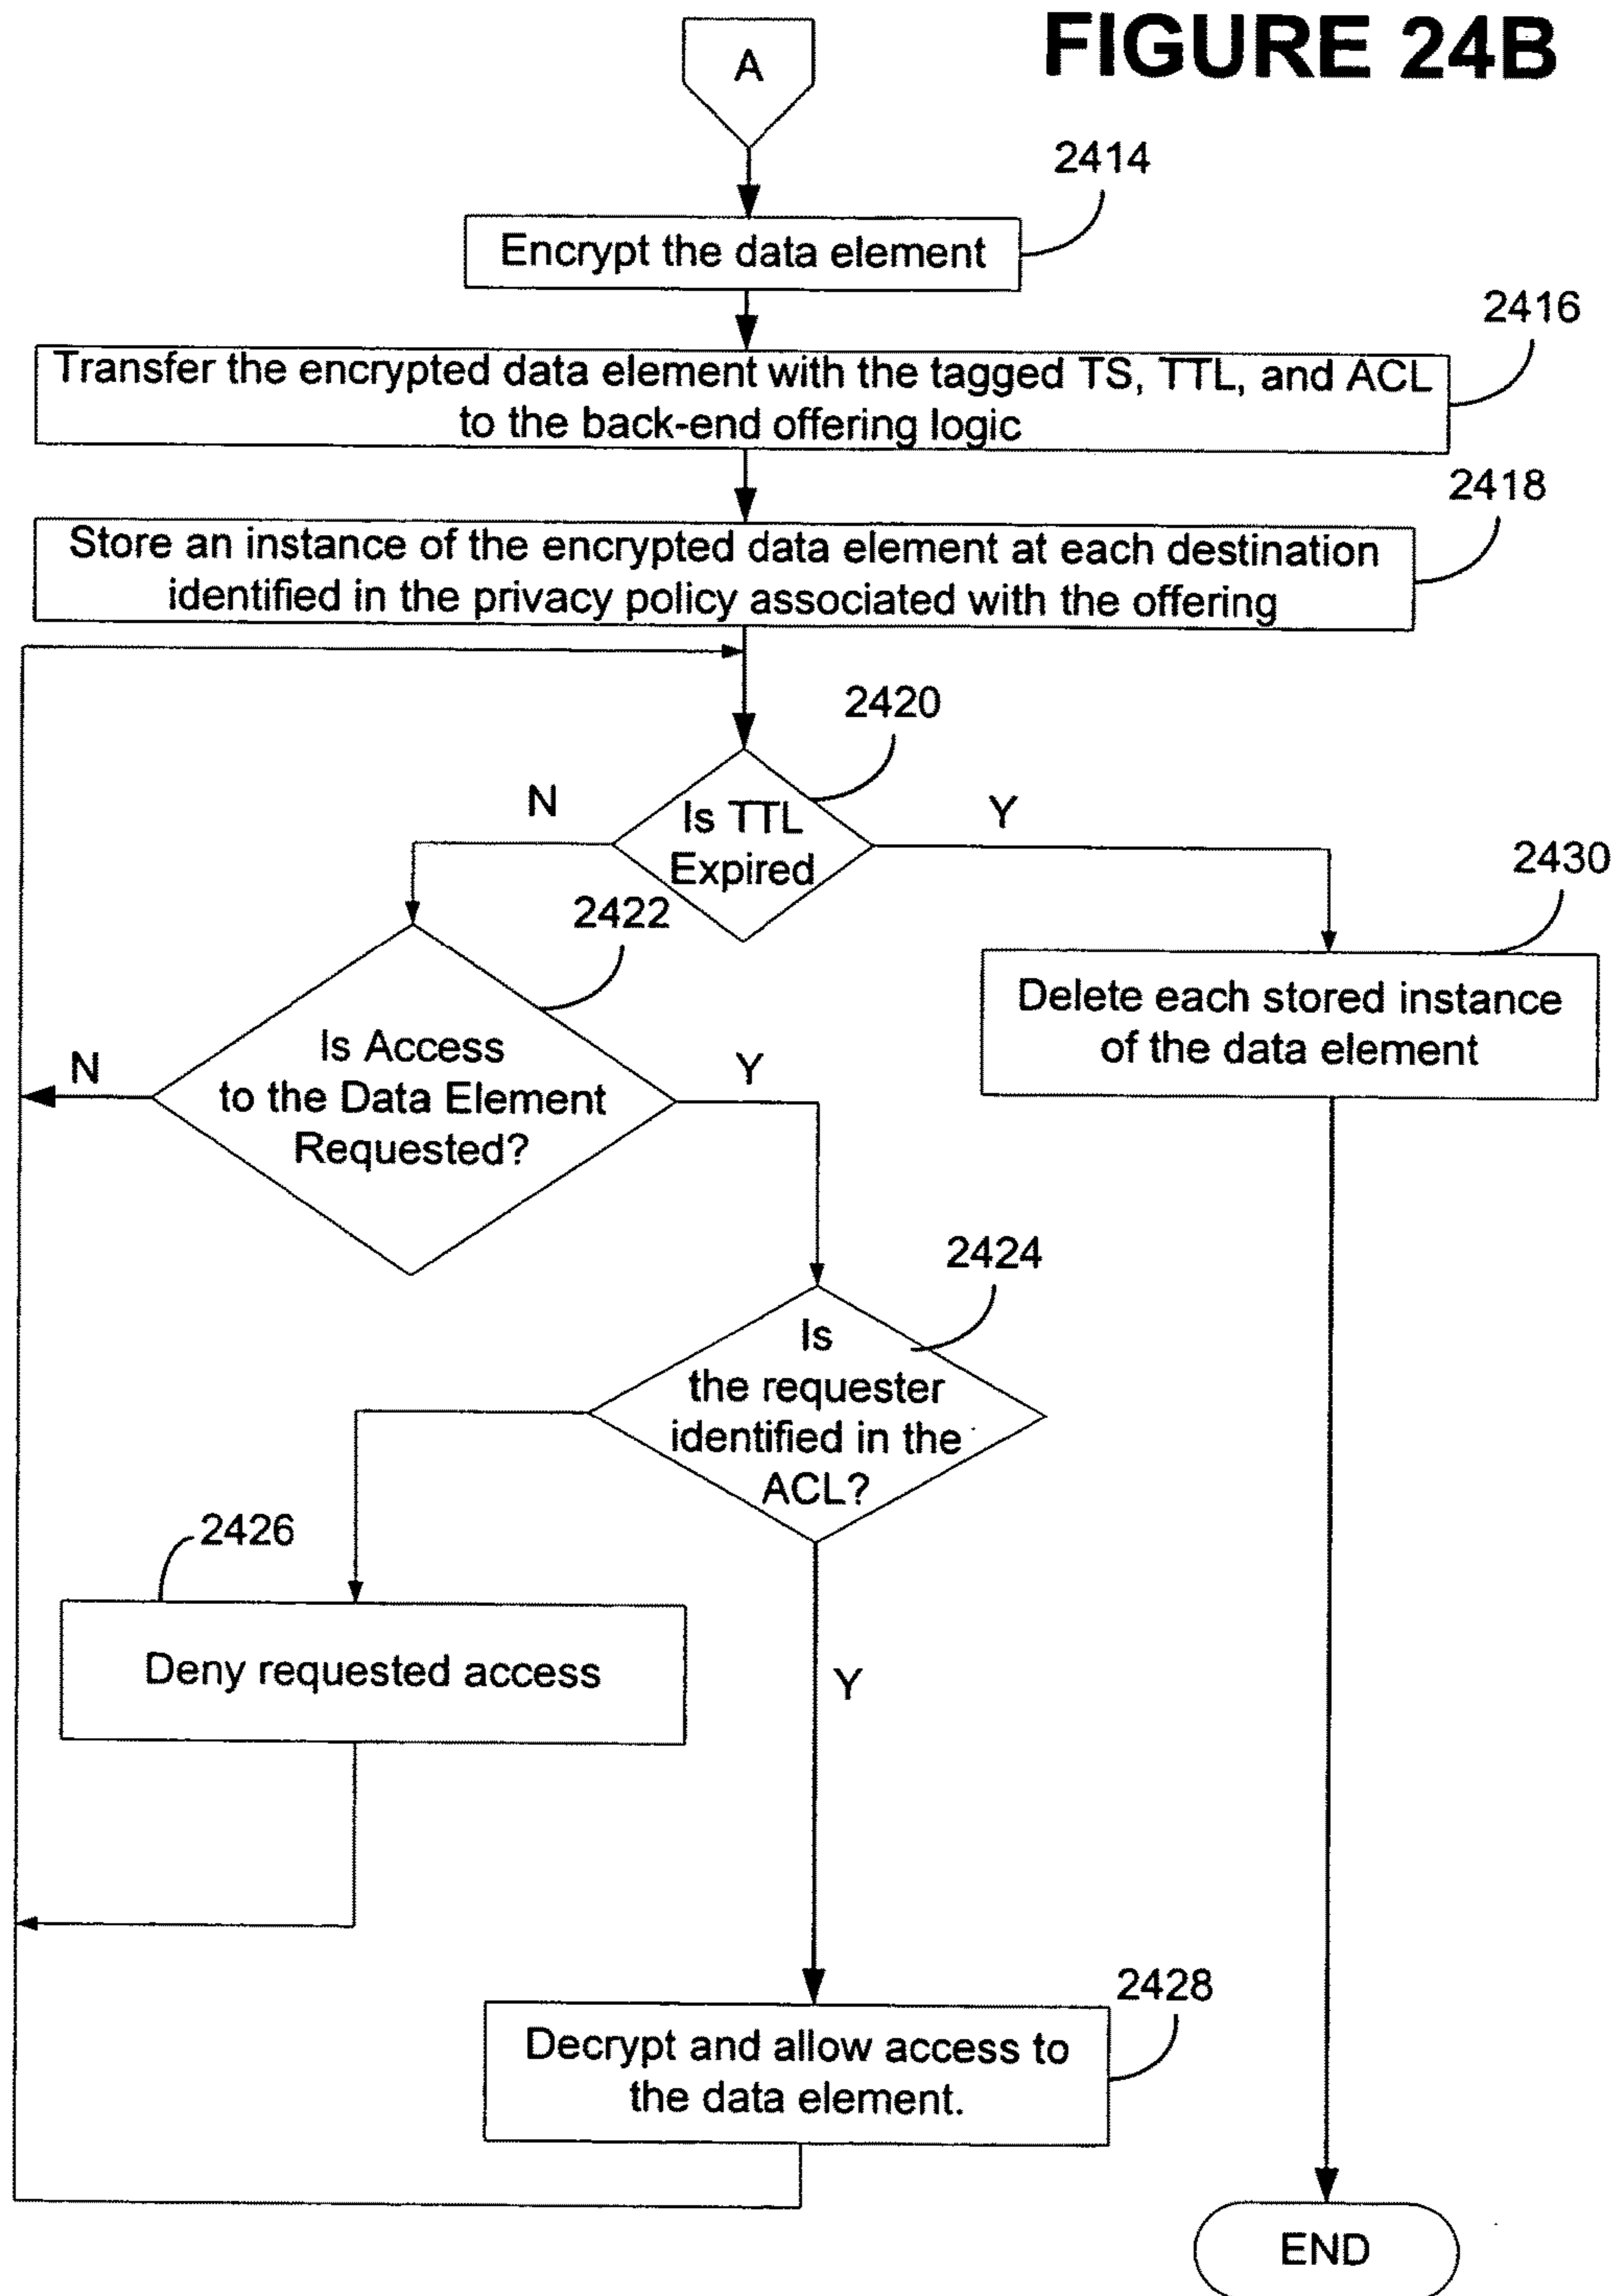 FIGURE 24B
A
2414
Encrypt the data element
2416
Transfer the encrypted data element with the tagged TS, TTL, and ACL
to the back-end offering logic
2418
Store an instance of the encrypted data element at each destination
identified in the privacy policy associated with the offering
2420
N
Is TTL
Expired
Y
2430
2422
Delete each stored instance
of the data element
N
Is Access
to the Data Element
Requested?
Y
2424
Is
the requester
identified in the
ACL?
2426
Deny requested access
Y
2428
Decrypt and allow access to
the data element.
END